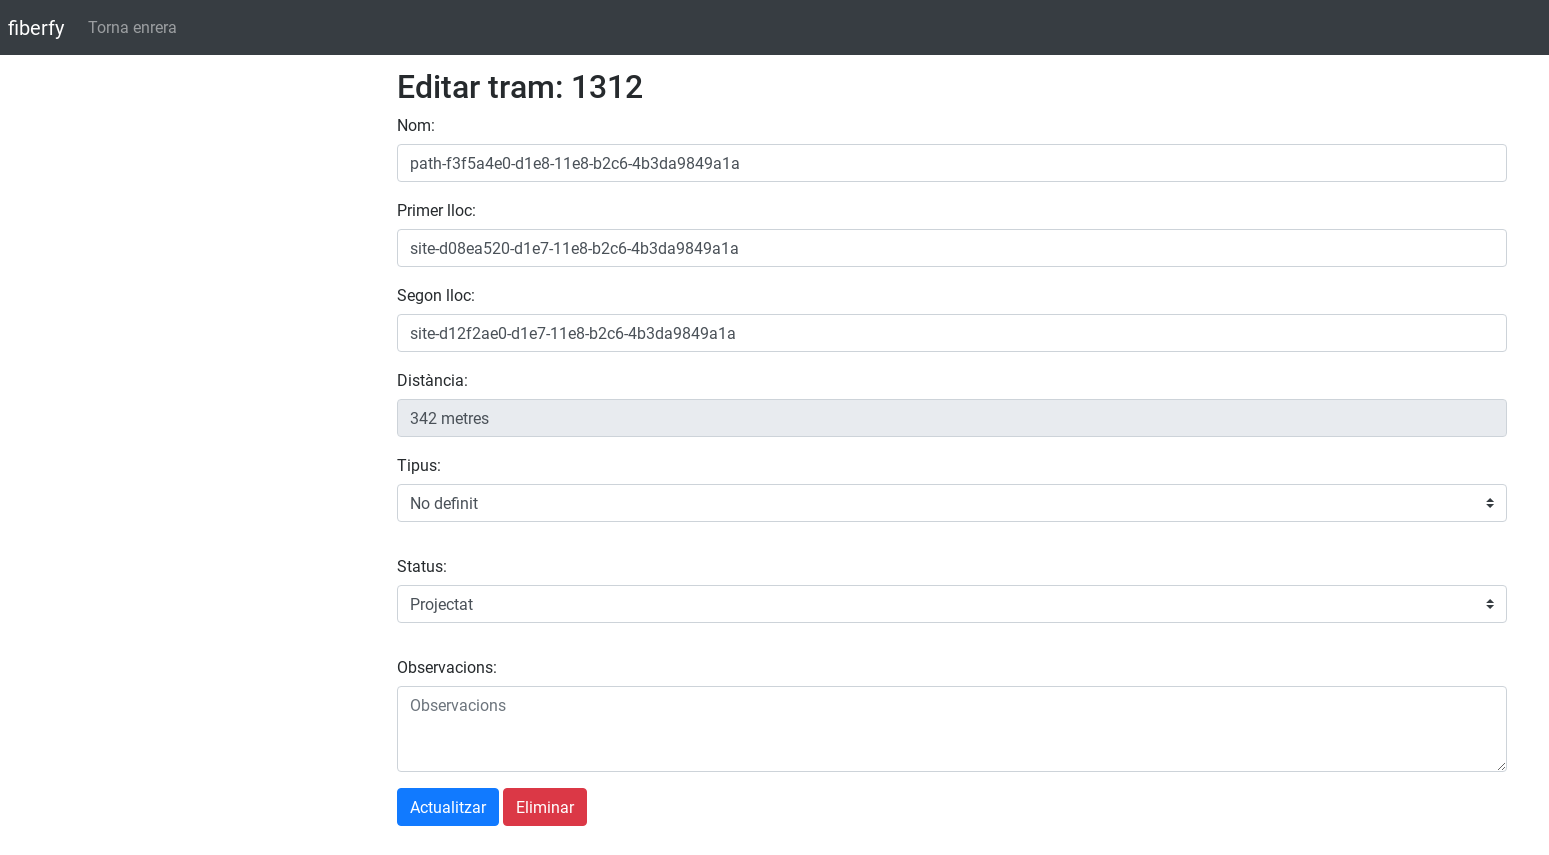 fiberfy Torna enrera
Editar tram: 1312
Nom:
path-f3f5a4e0-d1e8-11e8-b2c6-4b3da9849a1a
Primer lloc:
site-d08ea520-d1e7-11e8-b2c6-4b3da9849a1a
Segon lloc:
site-d12f2ae0-d1e7-11e8-b2c6-4b3da9849a1a
Distància:
342 metres
Tipus:
No definit
Status:
Projectat
Observacions:
Observacions
Actualitzar Eliminar